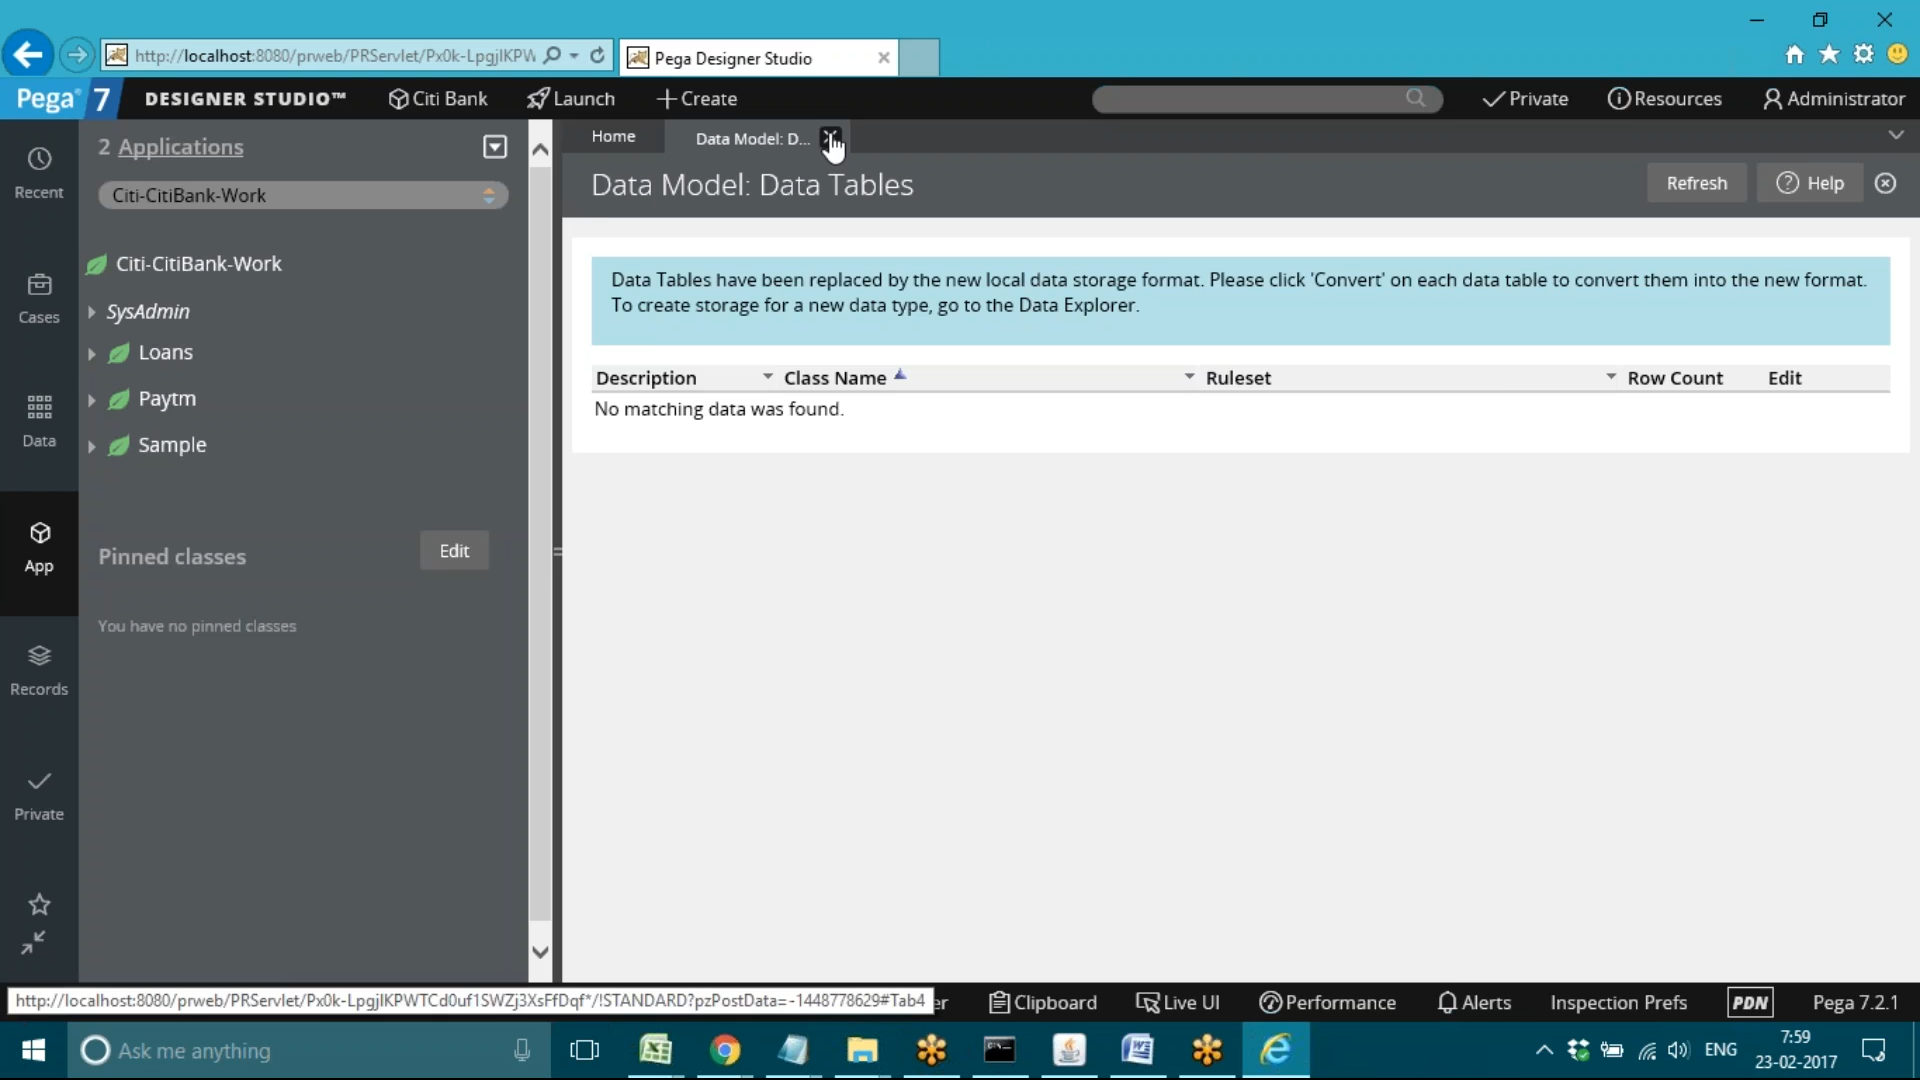 http://localhost:8080/prweb/PRServlet/Px0k-LpgjIKPW
Pega Designer Studio
Pega 7
DESIGNER STUDIO™
Citi Bank
Launch
Create
Private
Resources
Administrator
Recent
Cases
Data
App
Records
Private
2 Applications
Citi-CitiBank-Work
Citi-CitiBank-Work
SysAdmin
Loans
Paytm
Sample
Pinned classes
Edit
You have no pinned classes
Home
Data Model: D...
Data Model: Data Tables
Refresh
Help
Data Tables have been replaced by the new local data storage format. Please click 'Convert' on each data table to convert them into the new format.
To create storage for a new data type, go to the Data Explorer.
Description Class Name Ruleset Row Count Edit
No matching data was found.
http://localhost:8080/prweb/PRServlet/Px0k-LpgjIKPWTCd0uf1SWZj3XsFfDqf*/!STANDARD?pzPostData=-1448778629#Tab4
er
Clipboard
Live UI
Performance
Alerts
Inspection Prefs
PDN
Pega 7.2.1
Ask me anything
ENG
7:59
23-02-2017